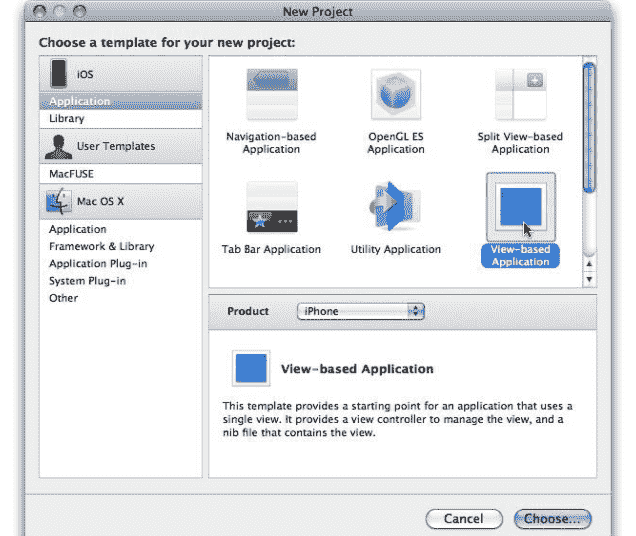 New Project
Choose a template for your new project:
iOS
Application
Library
User Templates
MacFUSE
Mac OS X
Application
Framework & Library
Application Plug-in
System Plug-in
Other
Navigation-based
Application
OpenGL ES
Application
Split View-based
Application
Tab Bar Application
Utility Application
View-based
Application
Product
iPhone
View-based Application
This template provides a starting point for an application that uses a
single view. It provides a view controller to manage the view, and a
nib file that contains the view.
Cancel
Choose...